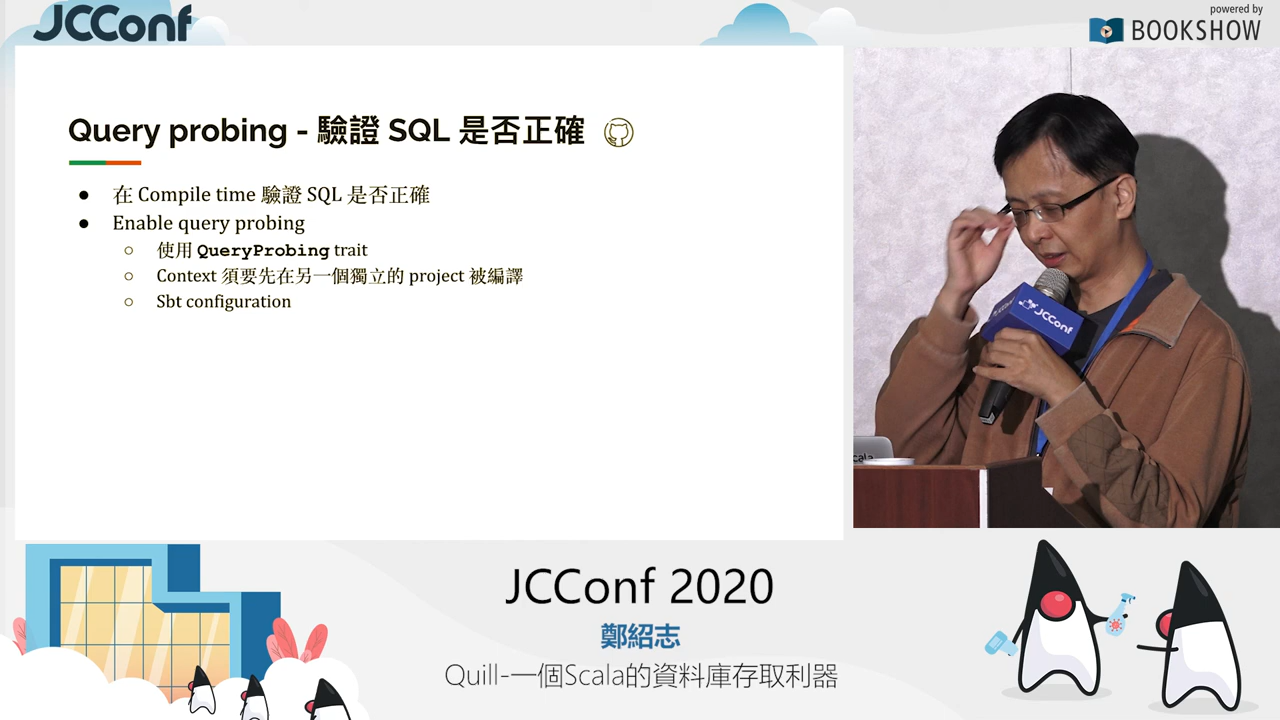 JCConf
powered by
BOOKSHOW
Query probing - 驗證 SQL 是否正確
● 在 Compile time 驗證 SQL 是否正確
● Enable query probing
○ 使用 QueryProbing trait
○ Context 須要先在另一個獨立的 project 被編譯
○ Sbt configuration
JCConf
cala
JCConf 2020
鄭紹志
Quill-一個Scala的資料庫存取利器